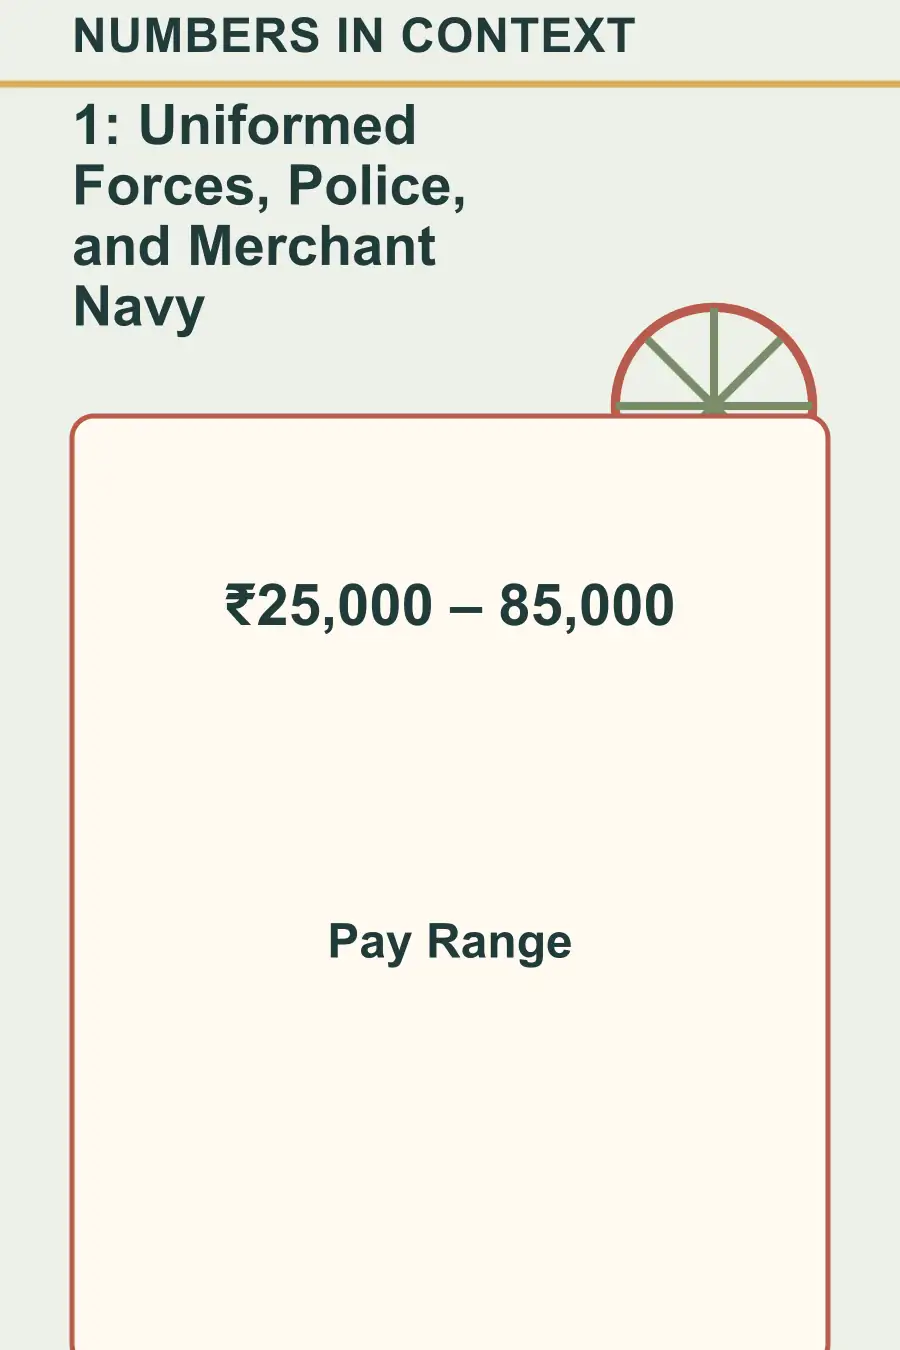 NUMBERS IN CONTEXT
1: Uniformed
Forces, Police,
and Merchant
Navy
₹25,000 – 85,000
Pay Range